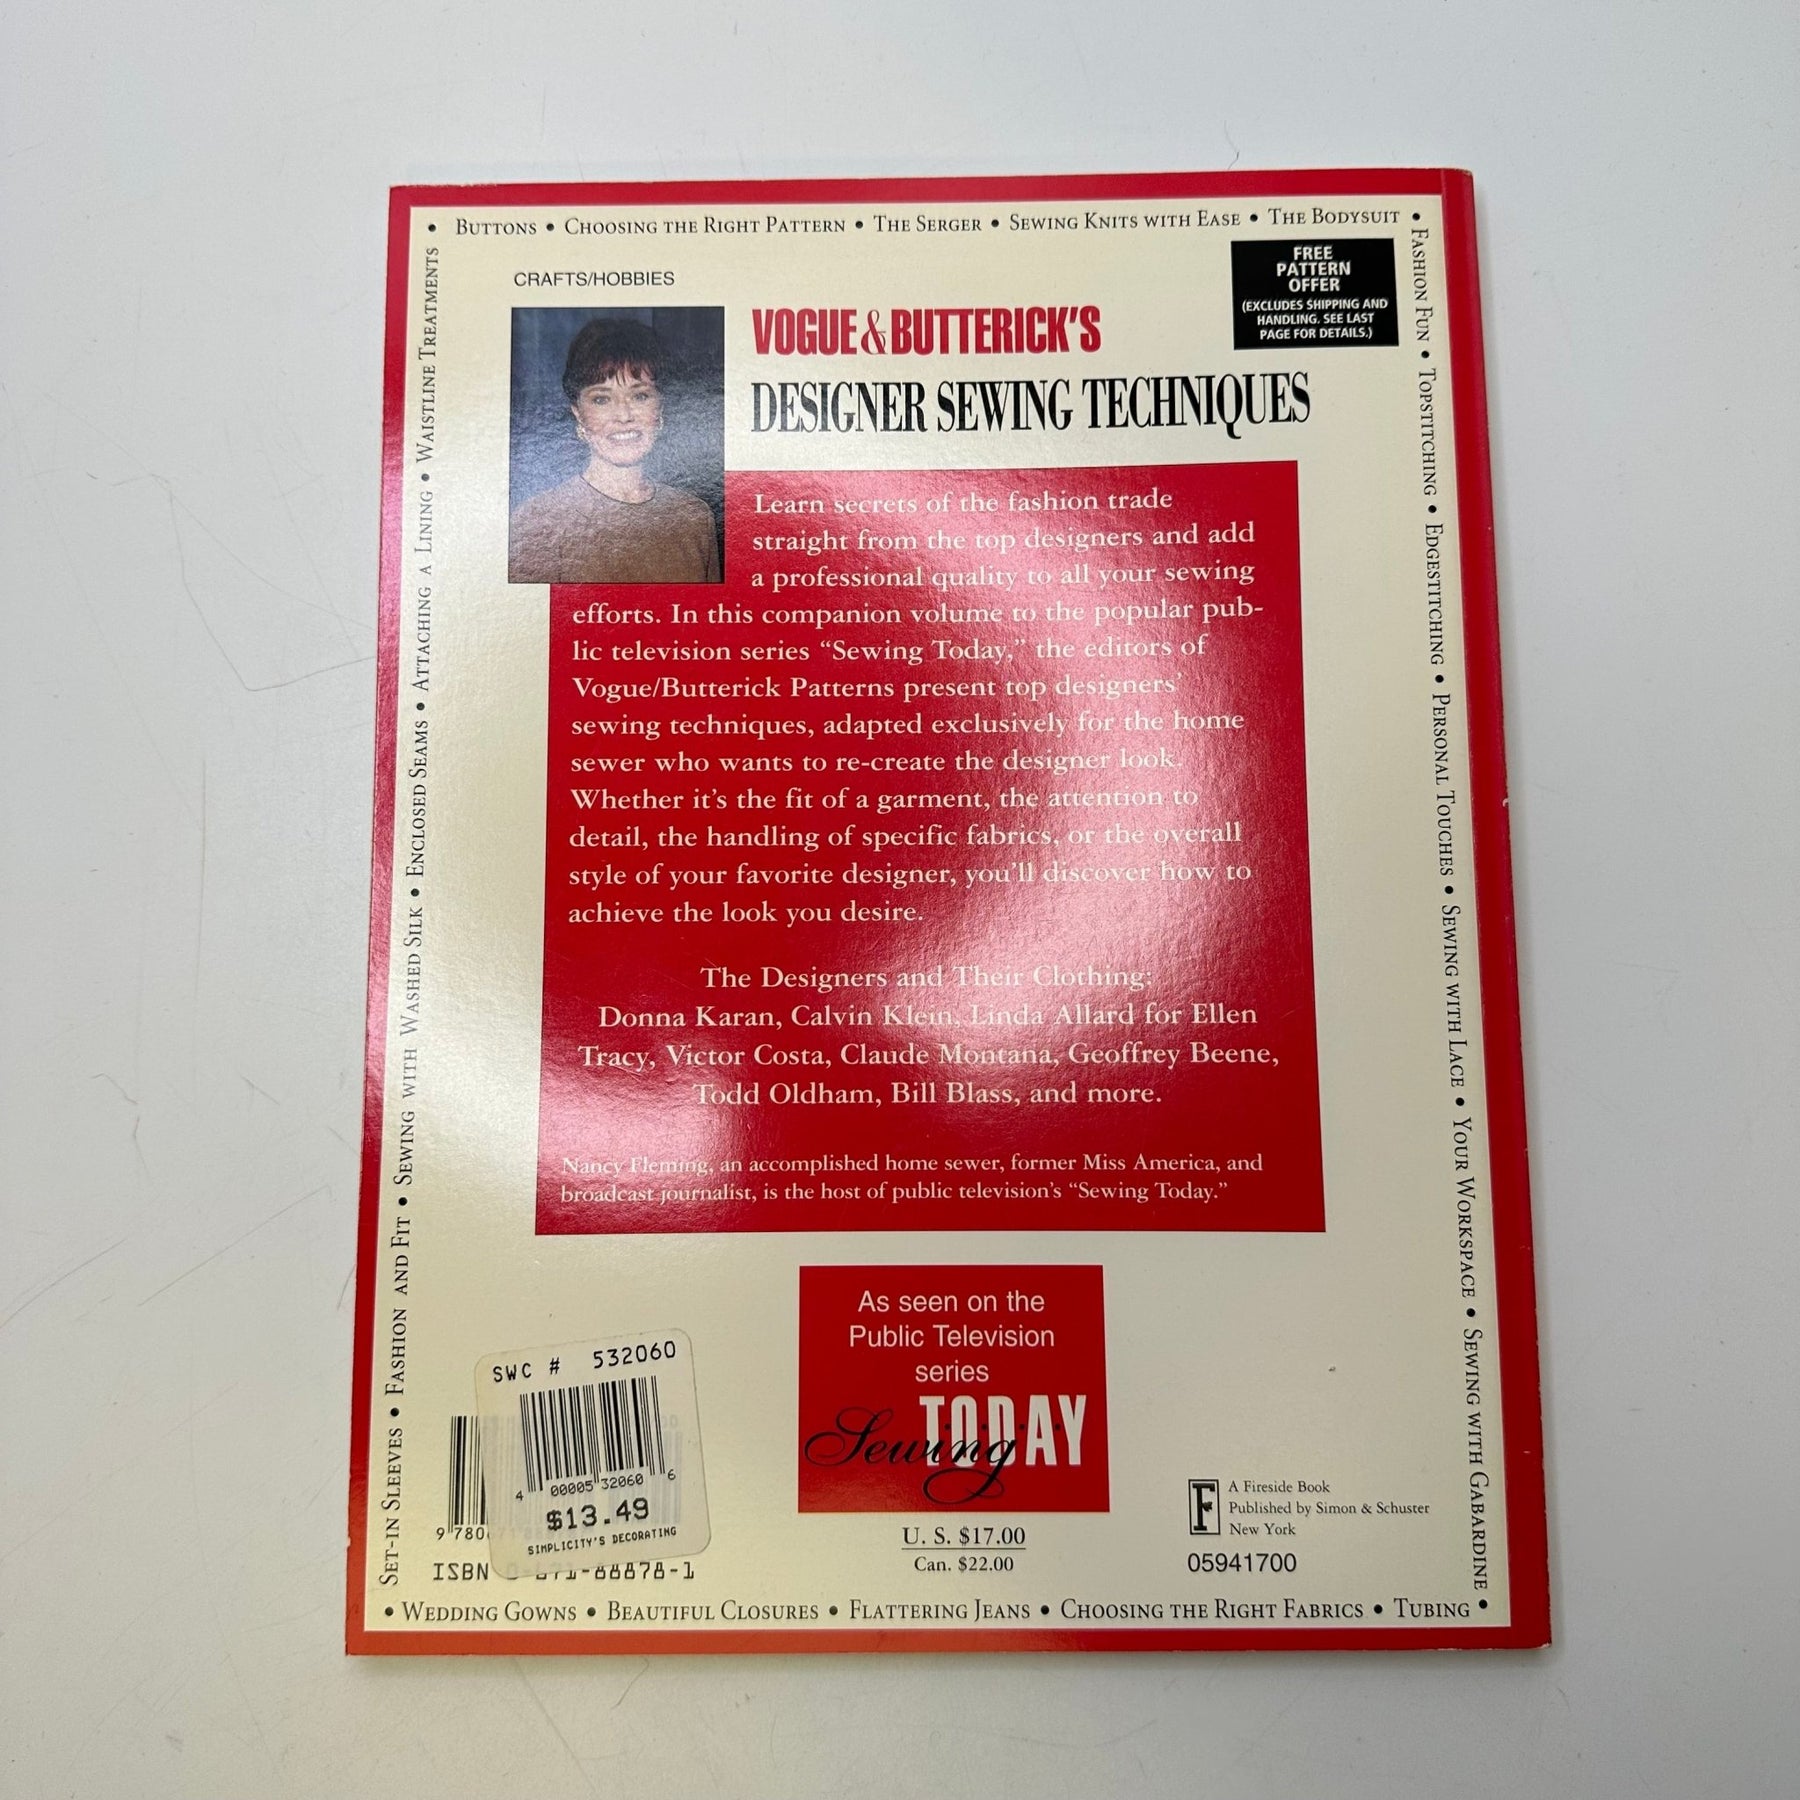 • BUTTONS • CHOOSING THE RIGHT PATTERN • THE SERGER • SEWING KNITS WITH EASE • THE BODYSUIT •
FASHION FUN • TOPSTITCHING • EDGESTITCHING • PERSONAL TOUCHES • SEWING WITH LACE • YOUR WORKSPACE • SEWING WITH GABARDINE •
SET-IN SLEEVES • FASHION AND FIT • SEWING WITH WASHED SILK • ENCLOSED SEAMS • ATTACHING A LINING • WAISTLINE TREATMENTS
CRAFTS/HOBBIES
FREE
PATTERN
OFFER
(EXCLUDES SHIPPING AND
HANDLING. SEE LAST
PAGE FOR DETAILS.)
VOGUE & BUTTERICK'S
DESIGNER SEWING TECHNIQUES
Learn secrets of the fashion trade
straight from the top designers and add
a professional quality to all your sewing
efforts. In this companion volume to the popular pub-
lic television series “Sewing Today,” the editors of
Vogue/Butterick Patterns present top designers’
sewing techniques, adapted exclusively for the home
sewer who wants to re-create the designer look.
Whether it’s the fit of a garment, the attention to
detail, the handling of specific fabrics, or the overall
style of your favorite designer, you’ll discover how to
achieve the look you desire.
The Designers and Their Clothing:
Donna Karan, Calvin Klein, Linda Allard for Ellen
Tracy, Victor Costa, Claude Montana, Geoffrey Beene,
Todd Oldham, Bill Blass, and more.
Nancy Fleming, an accomplished home sewer, former Miss America, and
broadcast journalist, is the host of public television’s “Sewing Today.”
As seen on the
Public Television
series
Sewing TODAY
U. S. $17.00
Can. $22.00
SWC # 532060
4 00005 32060 6
$13.49
SIMPLICITY'S DECORATING
9 780
ISBN -88878-1
F
A Fireside Book
Published by Simon & Schuster
New York
05941700
• WEDDING GOWNS • BEAUTIFUL CLOSURES • FLATTERING JEANS • CHOOSING THE RIGHT FABRICS • TUBING •